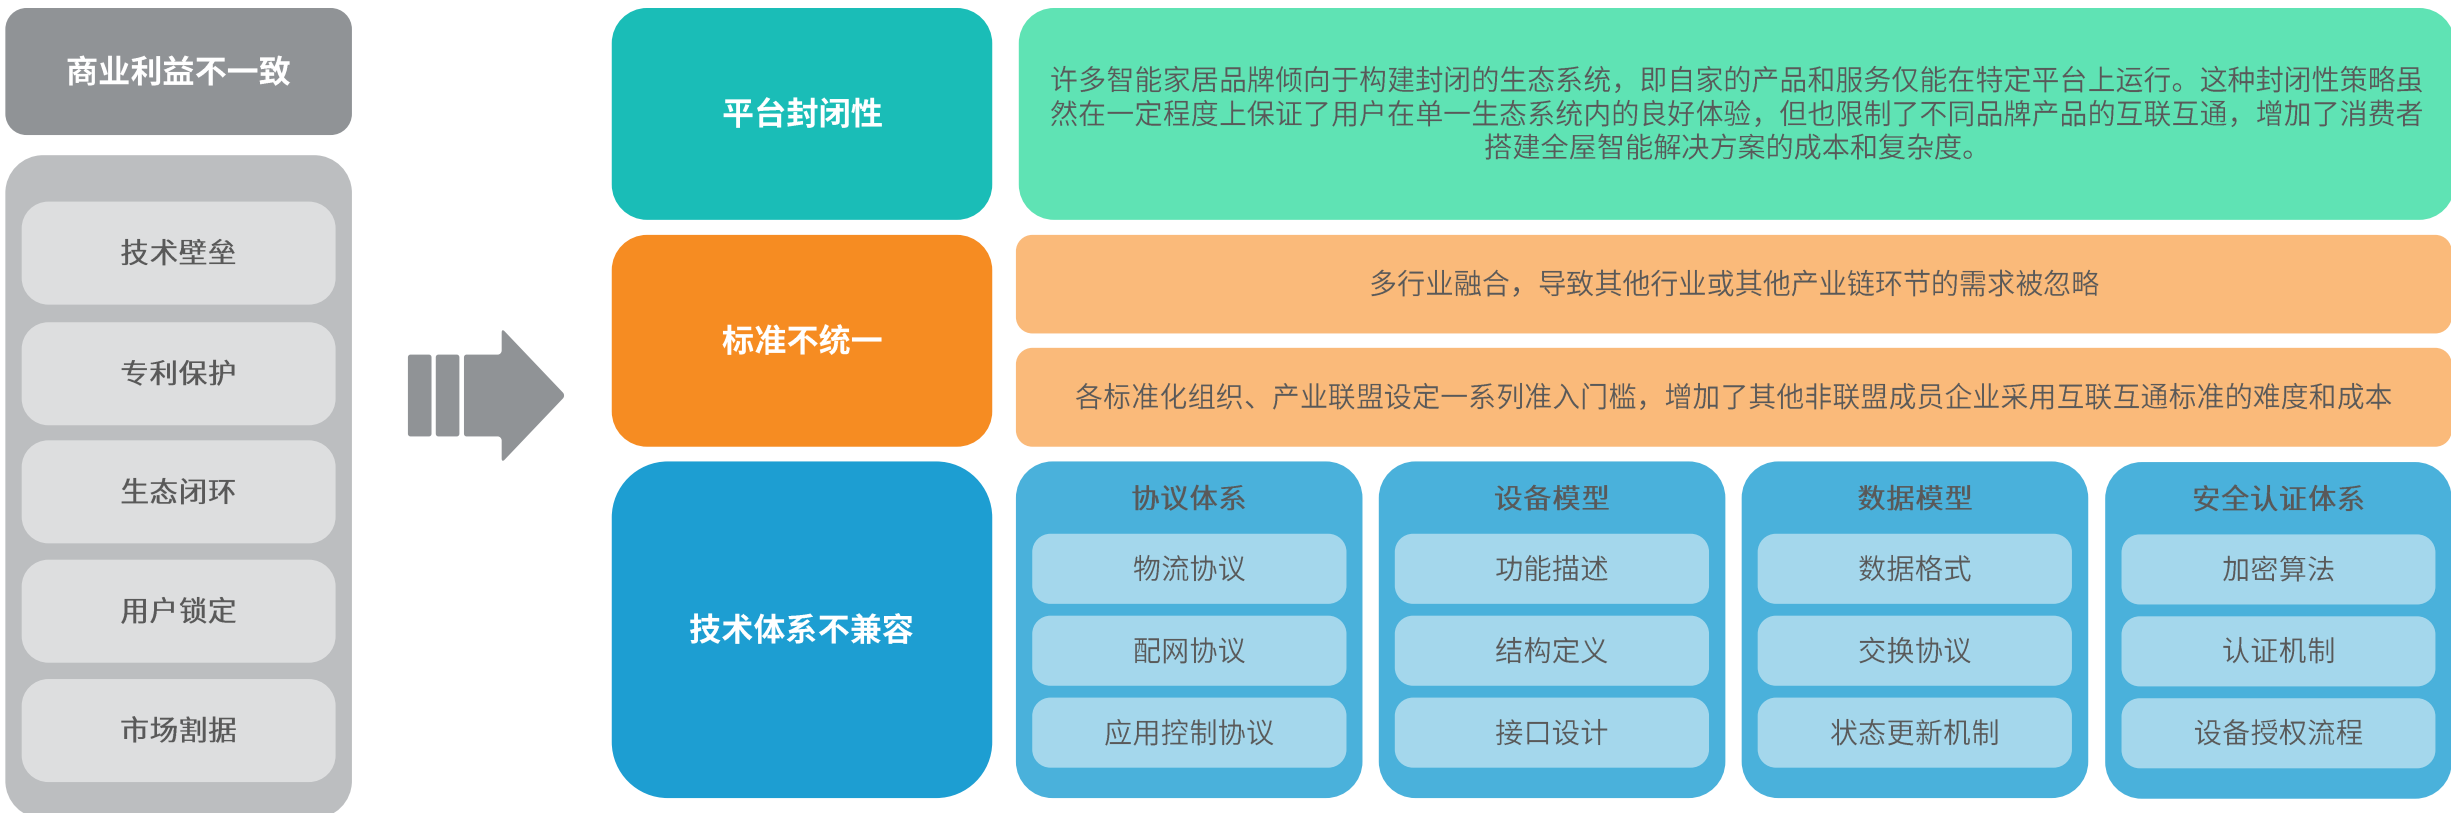 商业利益不一致
技术壁垒
专利保护
生态闭环
用户锁定
市场割据
平台封闭性
许多智能家居品牌倾向于构建封闭的生态系统，即自家的产品和服务仅能在特定平台上运行。这种封闭性策略虽
然在一定程度上保证了用户在单一生态系统内的良好体验，但也限制了不同品牌产品的互联互通，增加了消费者
搭建全屋智能解决方案的成本和复杂度。
标准不统一
多行业融合，导致其他行业或其他产业链环节的需求被忽略
各标准化组织、产业联盟设定一系列准入门槛，增加了其他非联盟成员企业采用互联互通标准的难度和成本
技术体系不兼容
协议体系
物流协议
配网协议
应用控制协议
设备模型
功能描述
结构定义
接口设计
数据模型
数据格式
交换协议
状态更新机制
安全认证体系
加密算法
认证机制
设备授权流程